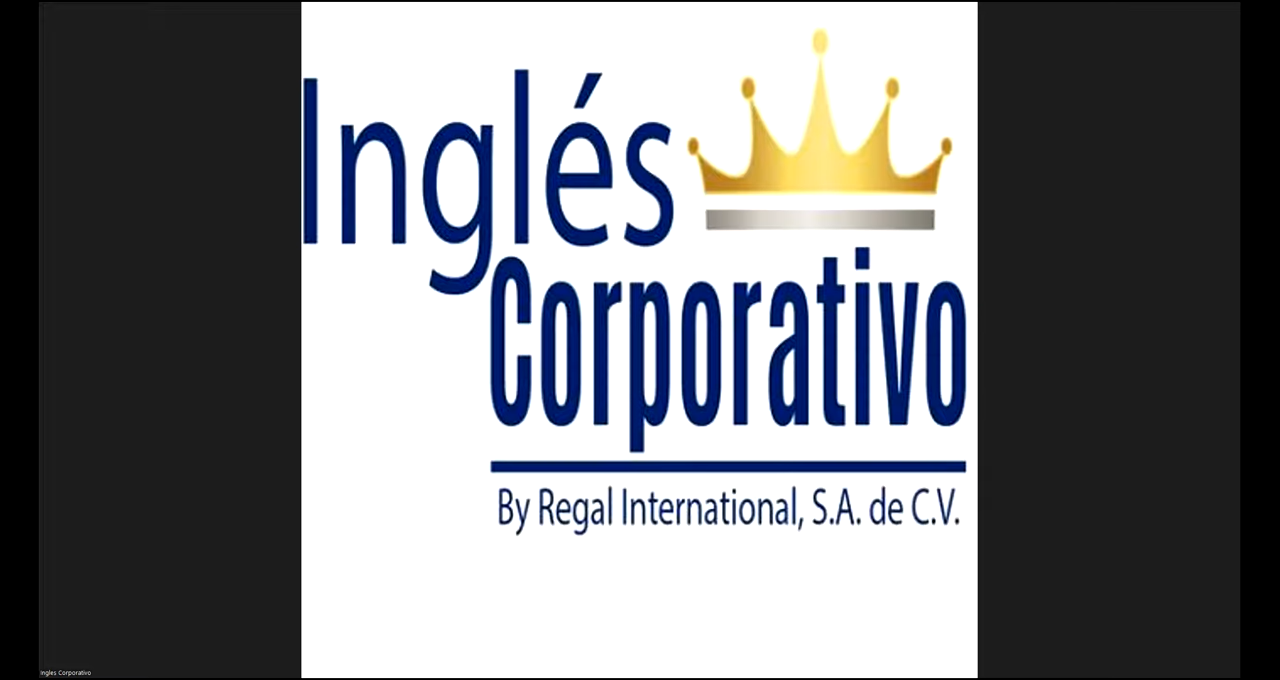 Inglés
Corporativo
By Regal International, S.A. de C.V.
Ingles Corporativo